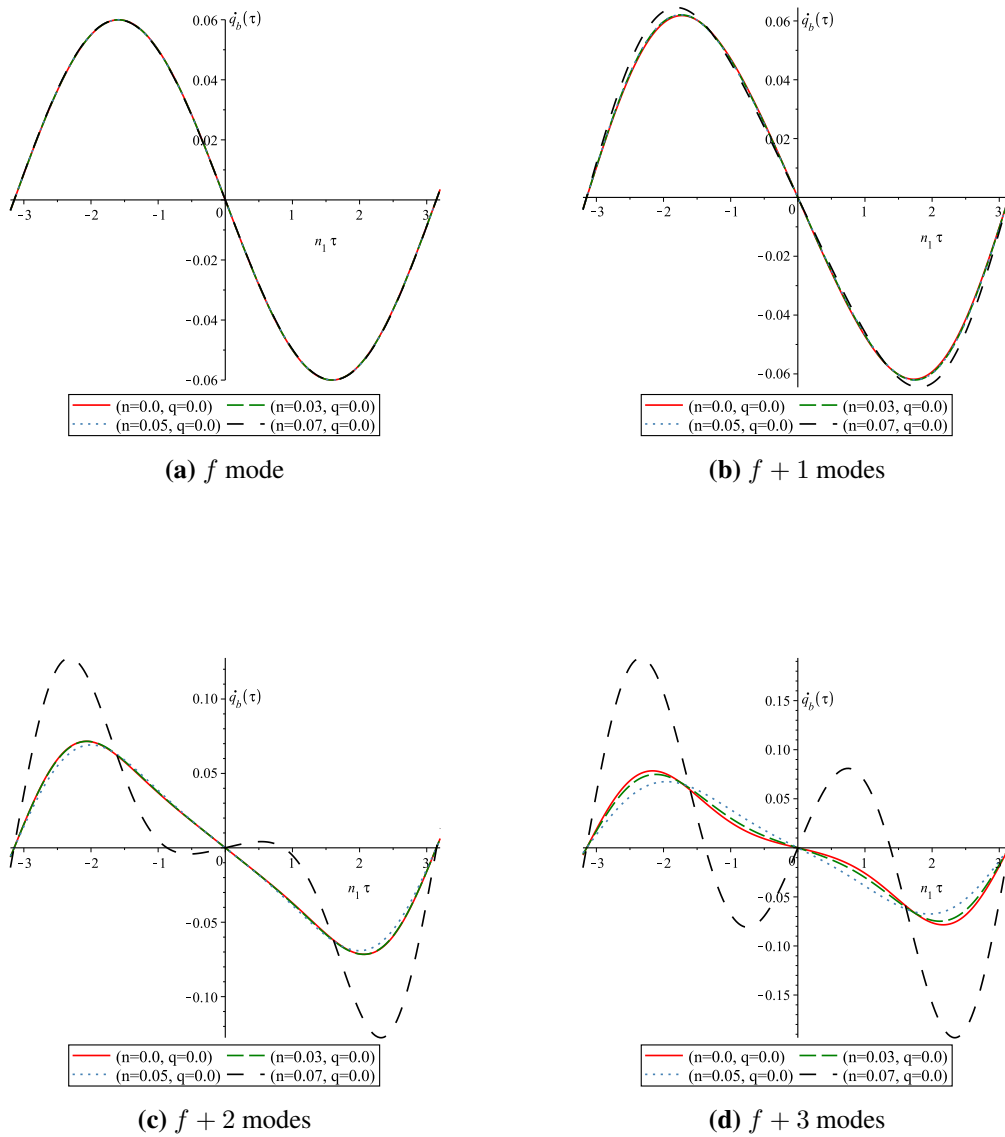 0.06
q̇_b(τ)
0.04
0.02
−3 −2 −1 0 1 2 3
n₁ τ
−0.02
−0.04
−0.06
(n=0.0, q=0.0) (n=0.03, q=0.0)
(n=0.05, q=0.0) (n=0.07, q=0.0)
(a) f mode
0.06
q̇_b(τ)
0.04
0.02
−3 −2 −1 0 1 2 3
n₁ τ
−0.02
−0.04
−0.06
(n=0.0, q=0.0) (n=0.03, q=0.0)
(n=0.05, q=0.0) (n=0.07, q=0.0)
(b) f + 1 modes
0.10
q̇_b(τ)
0.05
−3 −2 −1 0 1 2 3
n₁ τ
−0.05
−0.10
(n=0.0, q=0.0) (n=0.03, q=0.0)
(n=0.05, q=0.0) (n=0.07, q=0.0)
(c) f + 2 modes
0.15
q̇_b(τ)
0.10
0.05
−3 −2 −1 0 1 2 3
n₁ τ
−0.05
−0.10
−0.15
(n=0.0, q=0.0) (n=0.03, q=0.0)
(n=0.05, q=0.0) (n=0.07, q=0.0)
(d) f + 3 modes